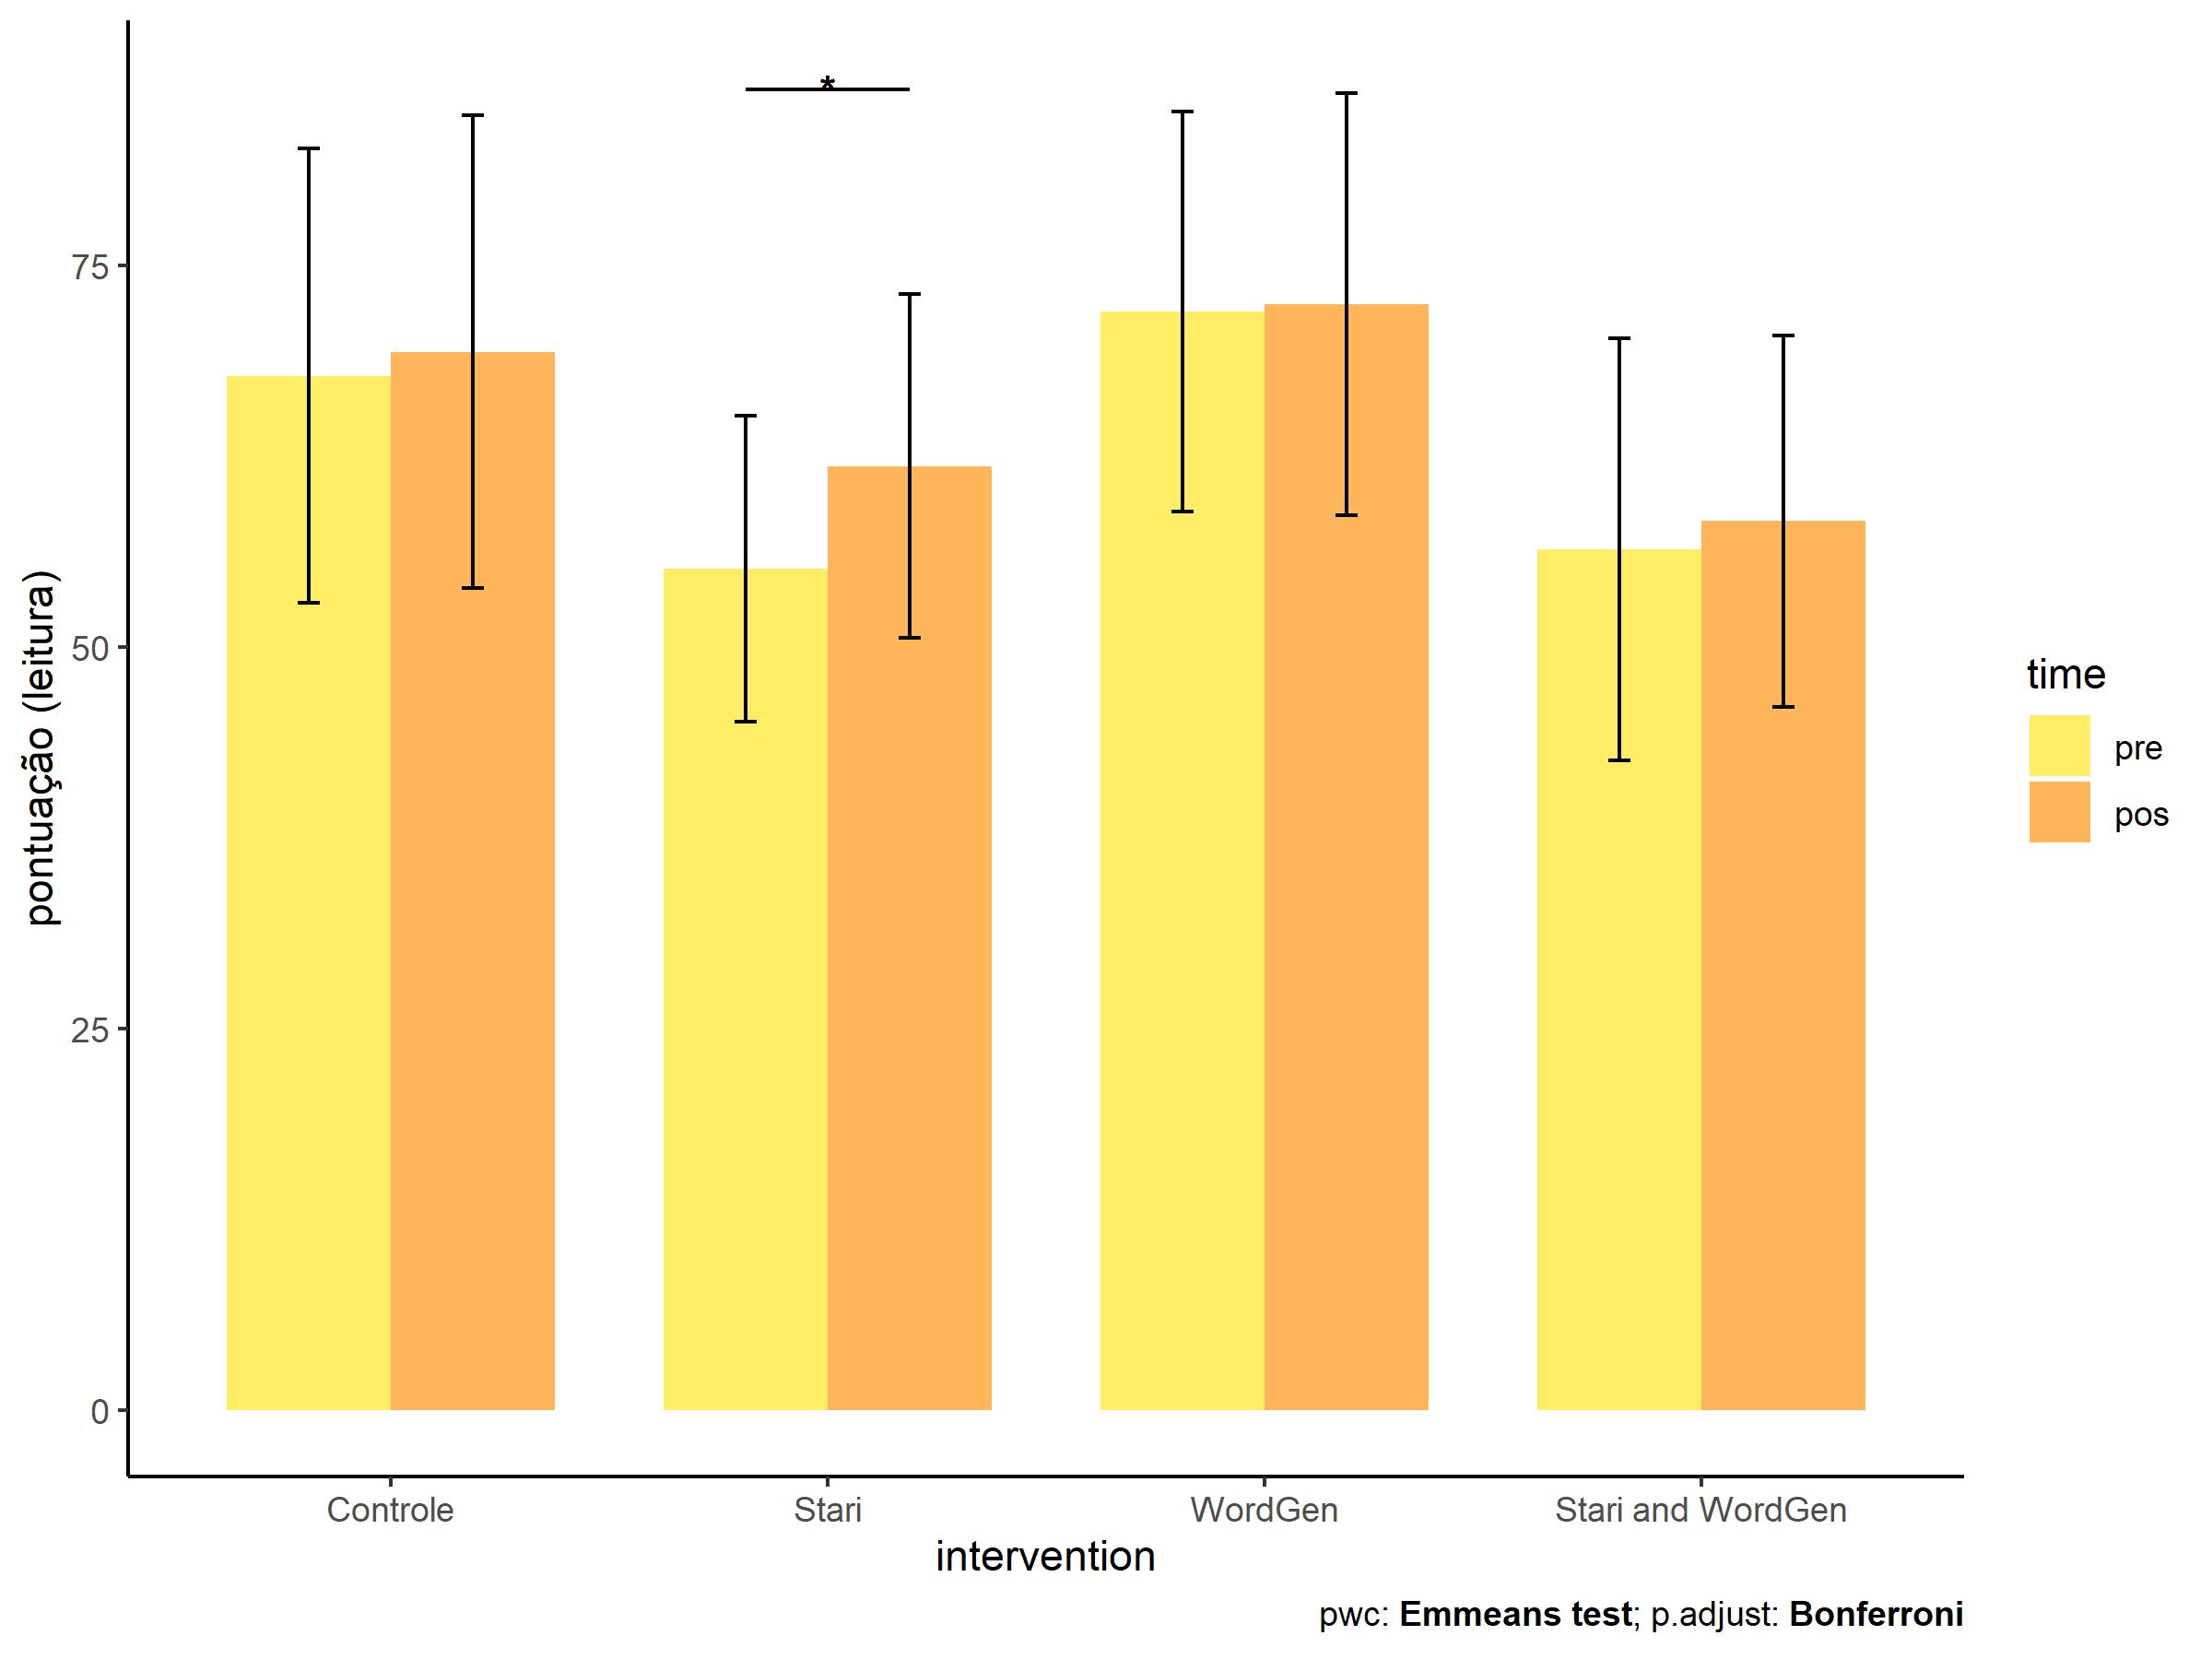 *
75
50
25
0
pontuação (leitura)
Controle
Stari
WordGen
Stari and WordGen
intervention
time
pre
pos
pwc: Emmeans test; p.adjust: Bonferroni